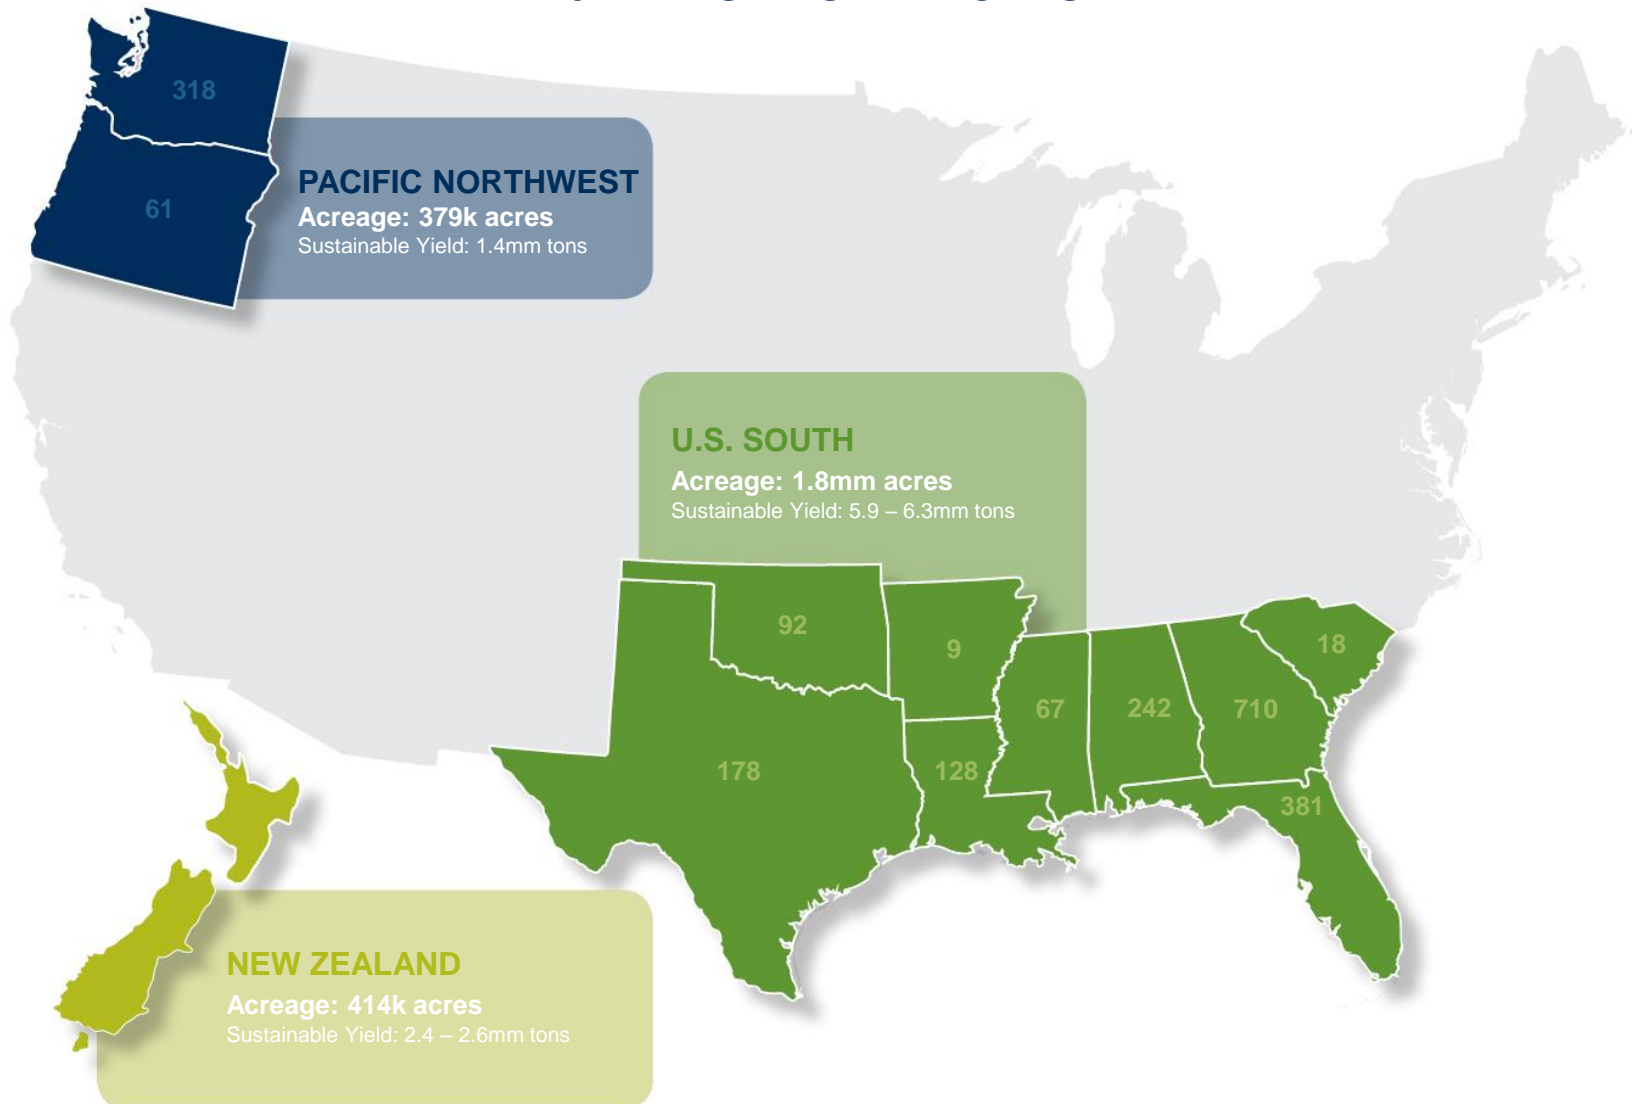 318
61
PACIFIC NORTHWEST
Acreage: 379k acres
Sustainable Yield: 1.4mm tons
U.S. SOUTH
Acreage: 1.8mm acres
Sustainable Yield: 5.9 – 6.3mm tons
92
9
18
67
242
710
178
128
381
NEW ZEALAND
Acreage: 414k acres
Sustainable Yield: 2.4 – 2.6mm tons